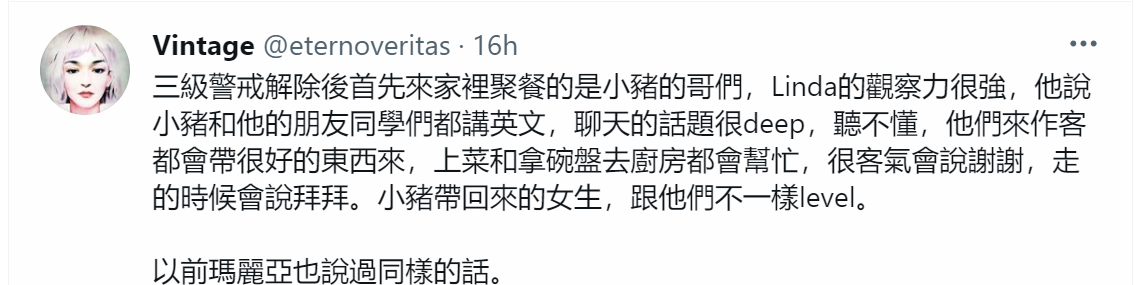 Vintage @eternoveritas · 16h
三級警戒解除後首先來家裡聚餐的是小豬的哥們，Linda的觀察力很強，他說
小豬和他的朋友同學們都講英文，聊天的話題很deep，聽不懂，他們來作客
都會帶很好的東西來，上菜和拿碗盤去廚房都會幫忙，很客氣會說謝謝，走
的時候會說拜拜。小豬帶回來的女生，跟他們不一樣level。
以前瑪麗亞也說過同樣的話。